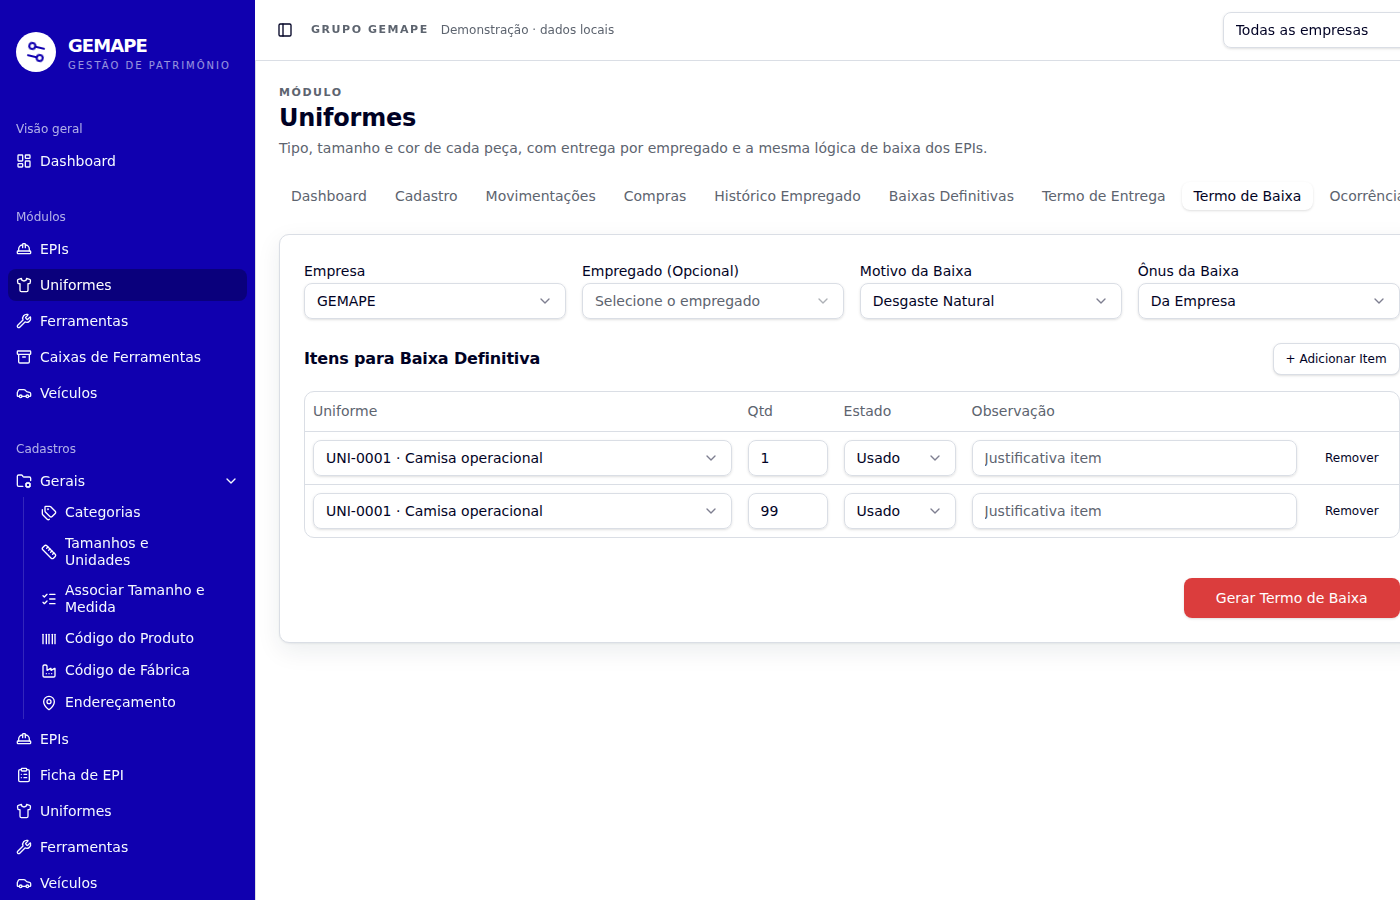 GEMAPE
GESTÃO DE PATRIMÔNIO
Visão geral
Dashboard
Módulos
EPIs
Uniformes
Ferramentas
Caixas de Ferramentas
Veículos
Cadastros
Gerais
Categorias
Tamanhos e
Unidades
Associar Tamanho e
Medida
Código do Produto
Código de Fábrica
Endereçamento
EPIs
Ficha de EPI
Uniformes
Ferramentas
Veículos
GRUPO GEMAPE Demonstração · dados locais Todas as empresas
MÓDULO
Uniformes
Tipo, tamanho e cor de cada peça, com entrega por empregado e a mesma lógica de baixa dos EPIs.
Dashboard Cadastro Movimentações Compras Histórico Empregado Baixas Definitivas Termo de Entrega Termo de Baixa Ocorrência
Empresa Empregado (Opcional) Motivo da Baixa Ônus da Baixa
GEMAPE Selecione o empregado Desgaste Natural Da Empresa
Itens para Baixa Definitiva + Adicionar Item
Uniforme Qtd Estado Observação
UNI-0001 · Camisa operacional 1 Usado Justificativa item Remover
UNI-0001 · Camisa operacional 99 Usado Justificativa item Remover
Gerar Termo de Baixa